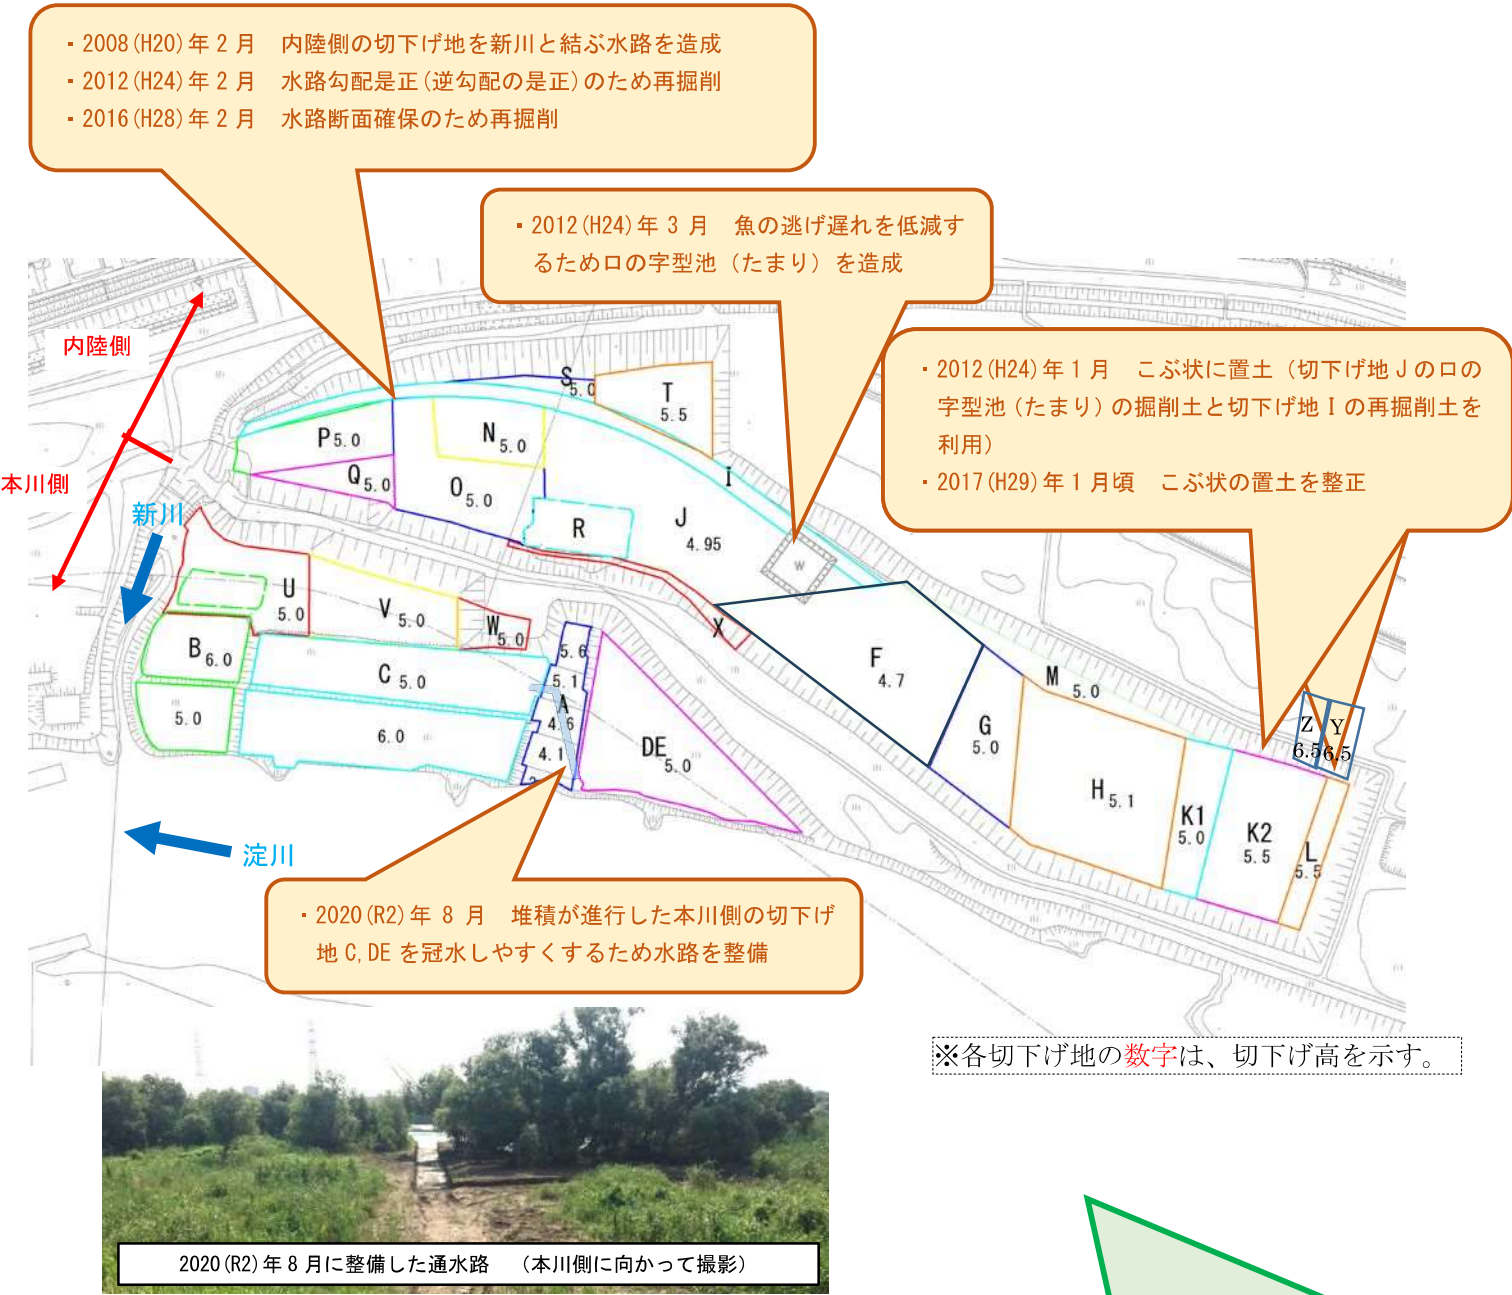 ・2008(H20)年2月　内陸側の切下げ地を新川と結ぶ水路を造成
・2012(H24)年2月　水路勾配是正(逆勾配の是正)のため再掘削
・2016(H28)年2月　水路断面確保のため再掘削
・2012(H24)年3月　魚の逃げ遅れを低減す
るためロの字型池（たまり）を造成
・2012(H24)年1月　こぶ状に置土（切下げ地Jのロの
字型池(たまり)の掘削土と切下げ地Iの再掘削土を
利用)
・2017(H29)年1月頃　こぶ状の置土を整正
内陸側
本川側
新川
淀川
S 5.0
T
5.5
P 5.0
N 5.0
Q 5.0
O 5.0
I
R
J
4.95
W
U
5.0
V 5.0
W 5.0
X
B 6.0
C 5.0
5.6
5.1
A
4.6
4.1
5.0
6.0
DE 5.0
F
4.7
G
5.0
M 5.0
H 5.1
K1
5.0
K2
5.5
L
5.5
Z
6.5
Y
6.5
・2020(R2)年8月　堆積が進行した本川側の切下げ
地C,DEを冠水しやすくするため水路を整備
※各切下げ地の数字は、切下げ高を示す。
2020(R2)年8月に整備した通水路　（本川側に向かって撮影）